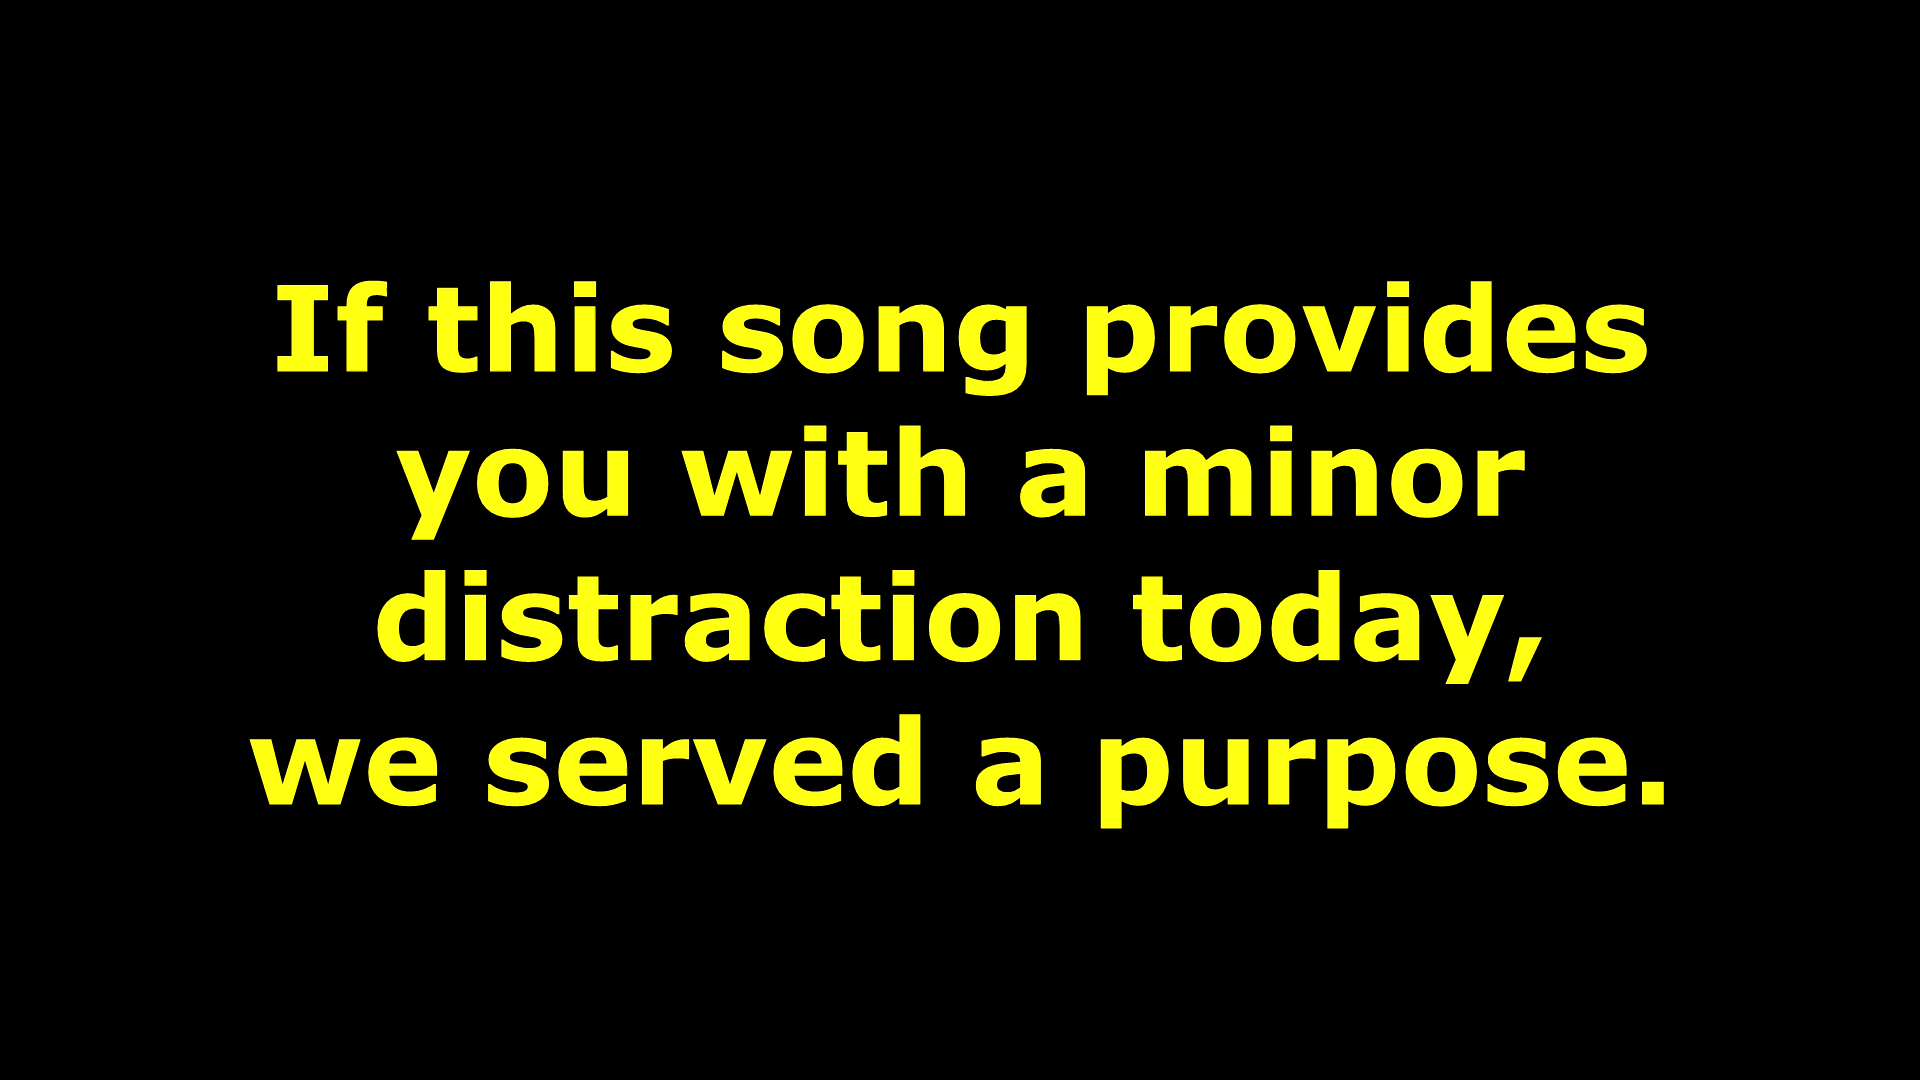 If this song provides
you with a minor
distraction today,
we served a purpose.